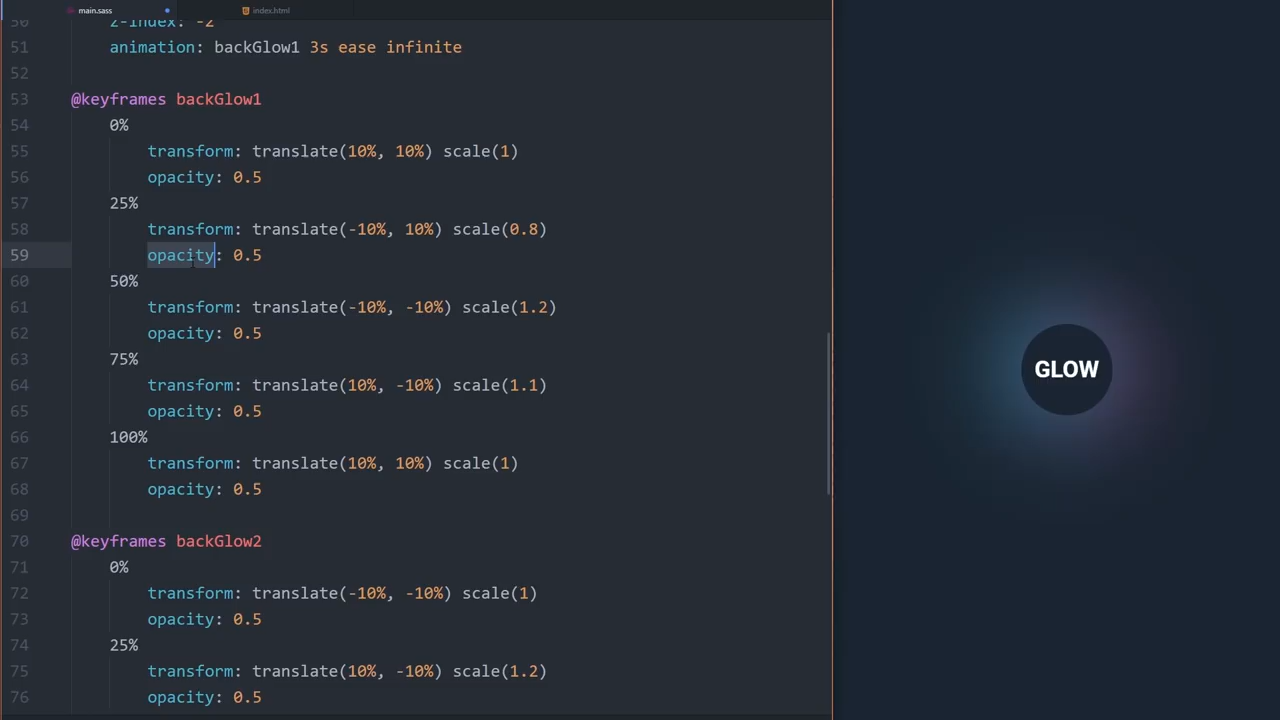 main.sass
index.html
50 z-index: -2
51 animation: backGlow1 3s ease infinite
52
53 @keyframes backGlow1
54 0%
55 transform: translate(10%, 10%) scale(1)
56 opacity: 0.5
57 25%
58 transform: translate(-10%, 10%) scale(0.8)
59 opacity: 0.5
60 50%
61 transform: translate(-10%, -10%) scale(1.2)
62 opacity: 0.5
63 75%
64 transform: translate(10%, -10%) scale(1.1)
65 opacity: 0.5
66 100%
67 transform: translate(10%, 10%) scale(1)
68 opacity: 0.5
69
70 @keyframes backGlow2
71 0%
72 transform: translate(-10%, -10%) scale(1)
73 opacity: 0.5
74 25%
75 transform: translate(10%, -10%) scale(1.2)
76 opacity: 0.5
GLOW